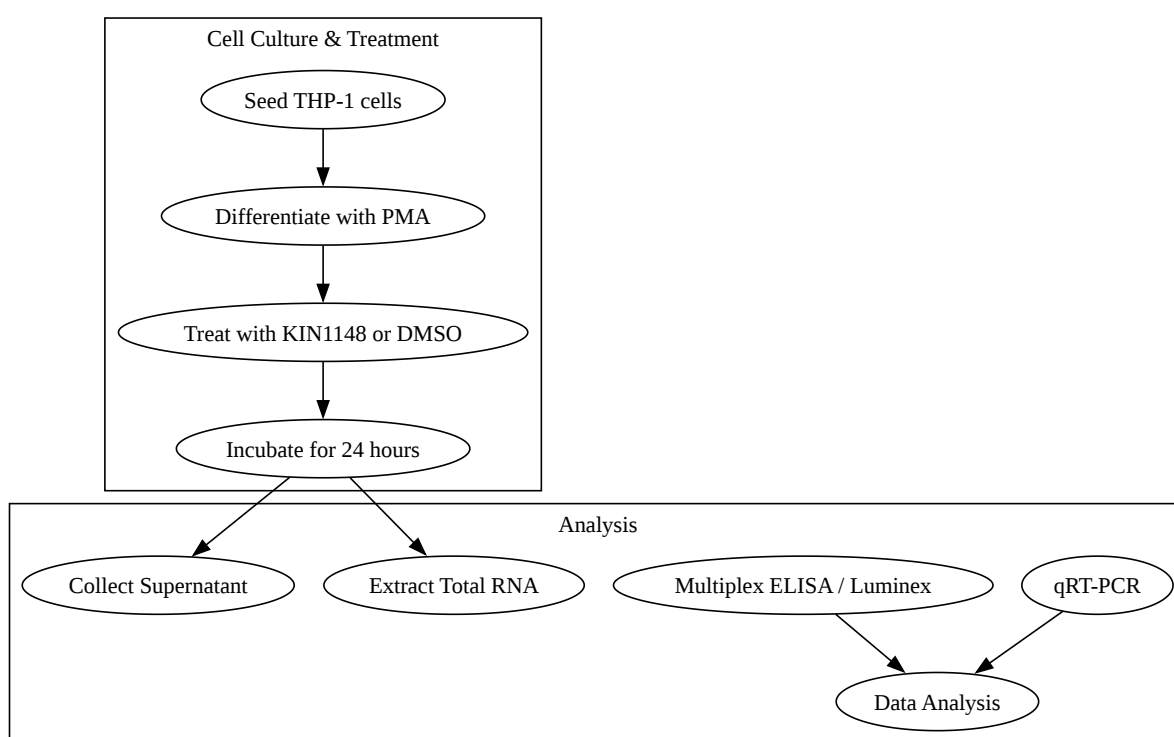 Cell Culture & Treatment
Seed THP-1 cells
Differentiate with PMA
Treat with KIN1148 or DMSO
Incubate for 24 hours
Analysis
Collect Supernatant
Extract Total RNA
Multiplex ELISA / Luminex
qRT-PCR
Data Analysis